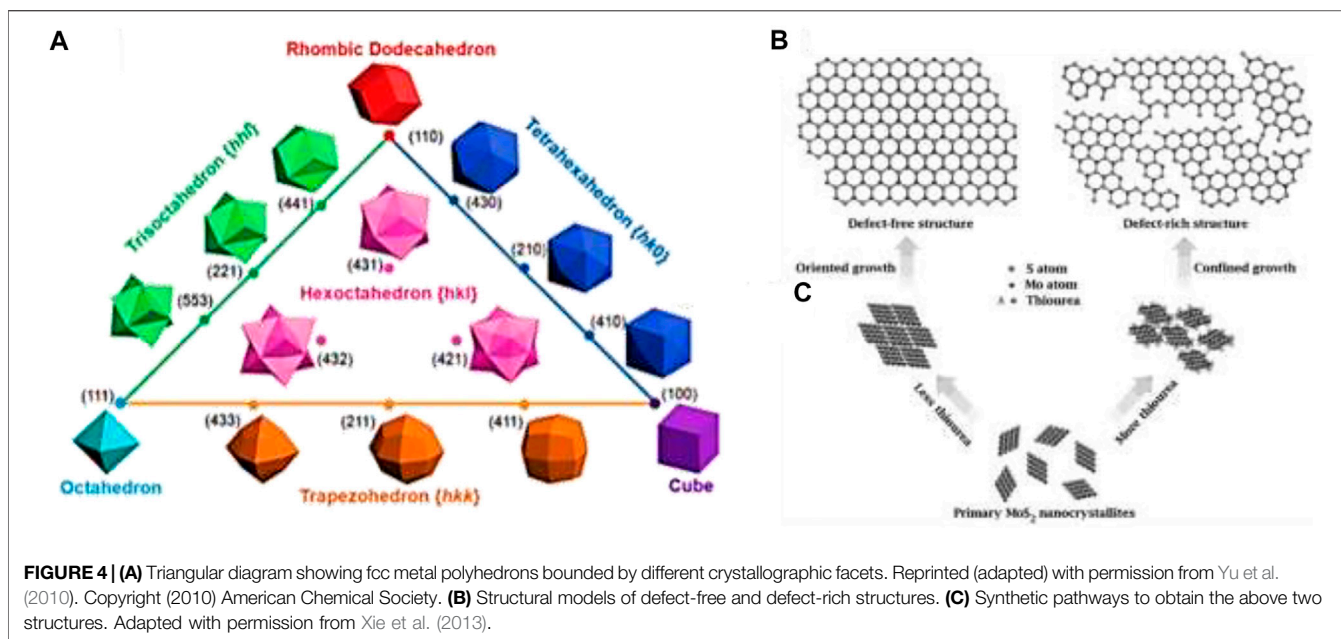 A
Rhombic Dodecahedron
(110)
Trisoctahedron {hhl}
Tetrahexahedron {hk0}
(441)
(430)
(221)
(431)
(210)
(553)
Hexoctahedron {hkl}
(432)
(421)
(410)
(111)
(100)
(433)
(211)
(411)
Octahedron
Trapezohedron {hkk}
Cube
B
Defect-free structure
Defect-rich structure
Oriented growth
S atom
Mo atom
Thiourea
Confined growth
C
Less thiourea
More thiourea
Primary MoS₂ nanocrystallites
FIGURE 4 | (A) Triangular diagram showing fcc metal polyhedrons bounded by different crystallographic facets. Reprinted (adapted) with permission from Yu et al.
(2010). Copyright (2010) American Chemical Society. (B) Structural models of defect-free and defect-rich structures. (C) Synthetic pathways to obtain the above two
structures. Adapted with permission from Xie et al. (2013).